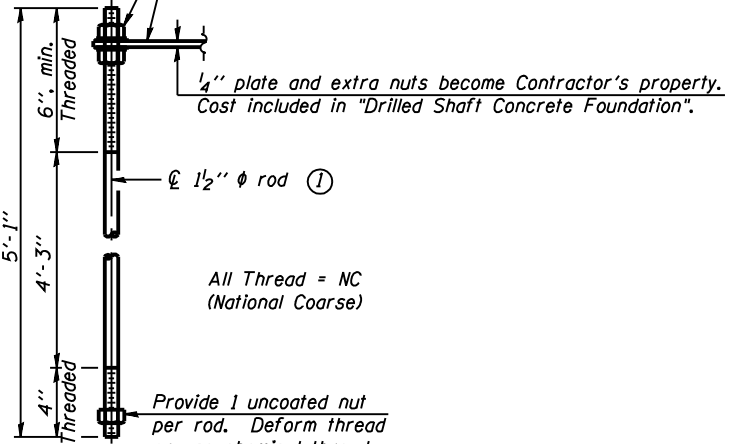 1/4" plate and extra nuts become Contractor's property.
Cost included in "Drilled Shaft Concrete Foundation".
6", min.
Threaded
℄ 1 1/2" φ rod ①
5'-1"
4'-3"
All Thread = NC
(National Coarse)
4"
Threaded
Provide 1 uncoated nut
per rod. Deform thread